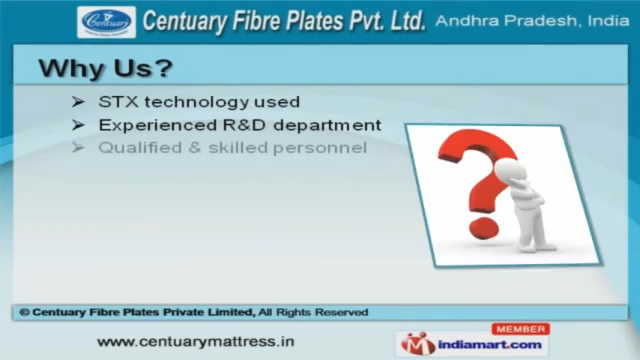 Centuary
Centuary Fibre Plates Pvt. Ltd. Andhra Pradesh, India
Why Us?
➢ STX technology used
➢ Experienced R&D department
➢ Qualified & skilled personnel
© Centuary Fibre Plates Private Limited, All Rights Reserved
www.centuarymattress.in
MEMBER
indiamart.com